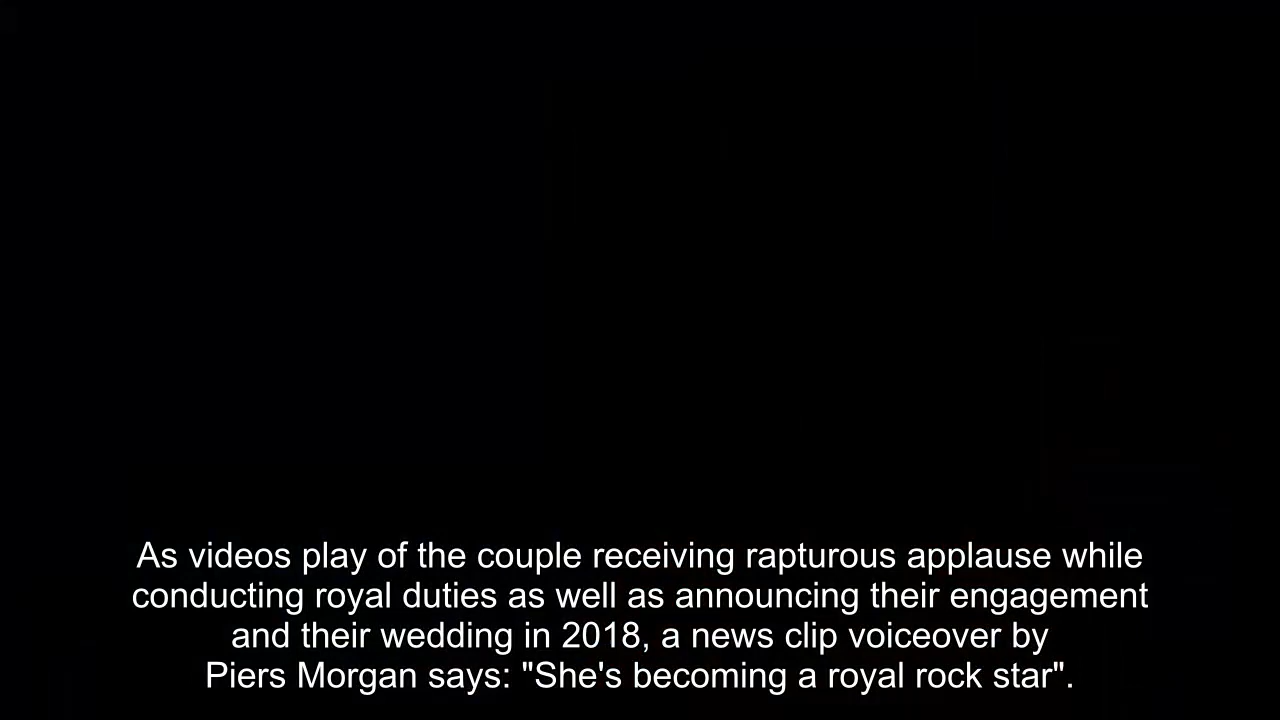 As videos play of the couple receiving rapturous applause while
conducting royal duties as well as announcing their engagement
and their wedding in 2018, a news clip voiceover by
Piers Morgan says: "She's becoming a royal rock star".